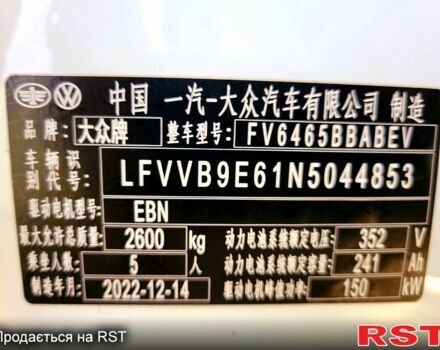 中国 一汽-大众汽车有限公司 制造
品牌: 大众牌 整车型号: FV6465BBABEV
车辆识别代号: LFVVB9E61N5044853
驱动电机型号: EBN
最大允许总质量: 2600 kg 动力电池系统额定电压: 352 V
乘坐人数: 5 人 动力电池系统额定容量: 241 Ah
制造年月: 2022-12-14 驱动电机峰值功率: 150 kW
Продається на RST
RST